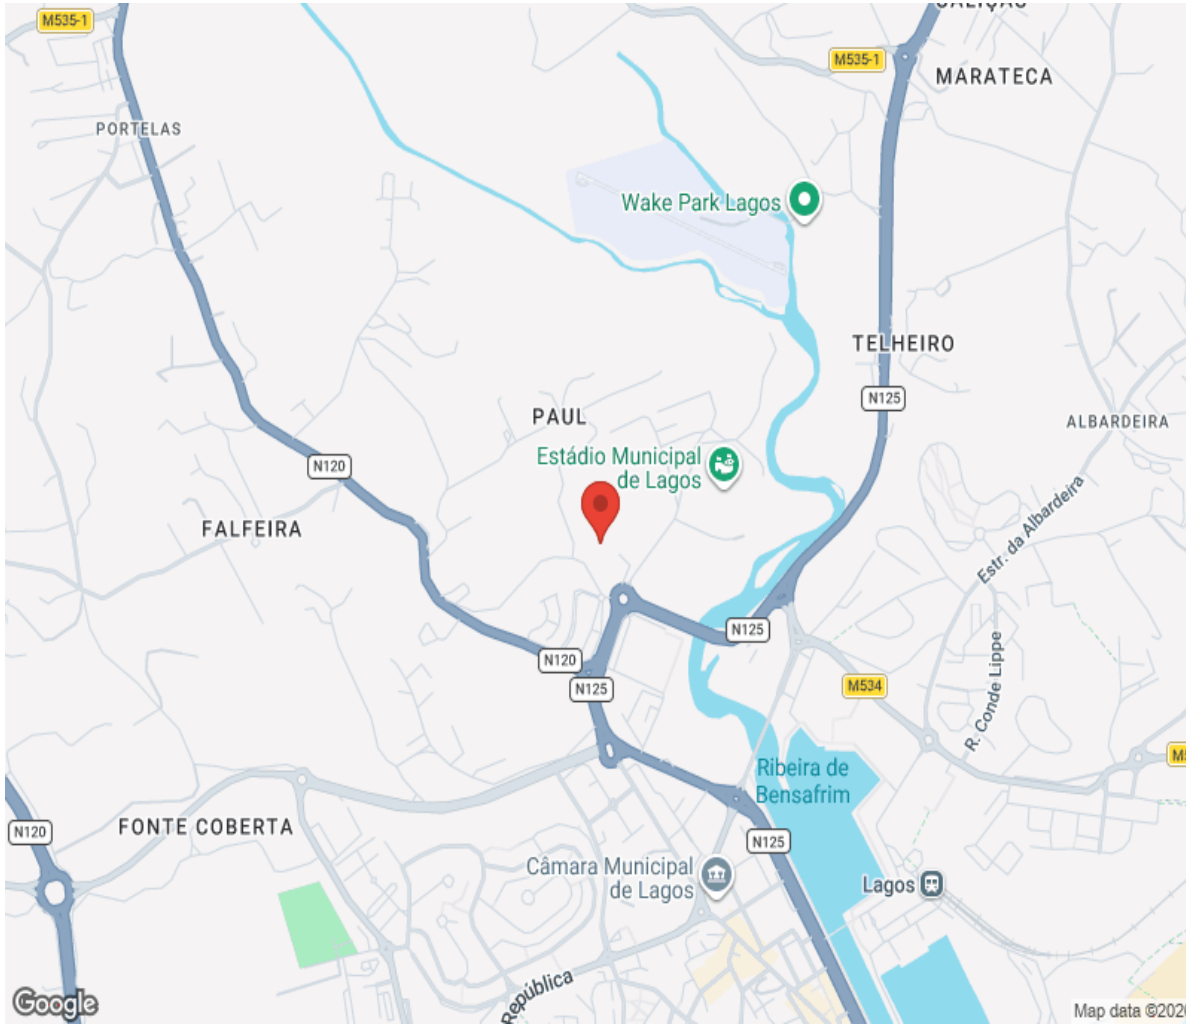 CALIÇAS
M535-1
M535-1
MARATECA
PORTELAS
Wake Park Lagos
TELHEIRO
N125
PAUL
ALBARDEIRA
Estádio Municipal
de Lagos
N120
FALFEIRA
Estr. da Albardeira
N125
N120
N125
M534
R. Conde Lippe
Ribeira de
Bensafrim
N120
FONTE COBERTA
N125
Câmara Municipal
de Lagos
Lagos
República
Google
Map data ©202